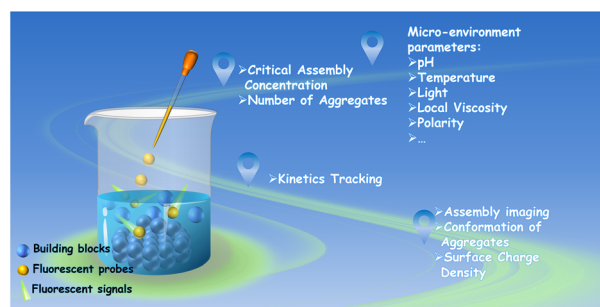 Micro-environment
parameters:
➢pH
➢Temperature
➢Light
➢Local Viscosity
➢Polarity
➢...
➢Critical Assembly
Concentration
➢Number of Aggregates
➢Kinetics Tracking
➢Assembly imaging
➢Conformation of
Aggregates
➢Surface Charge
Density
Building blocks
Fluorescent probes
Fluorescent signals